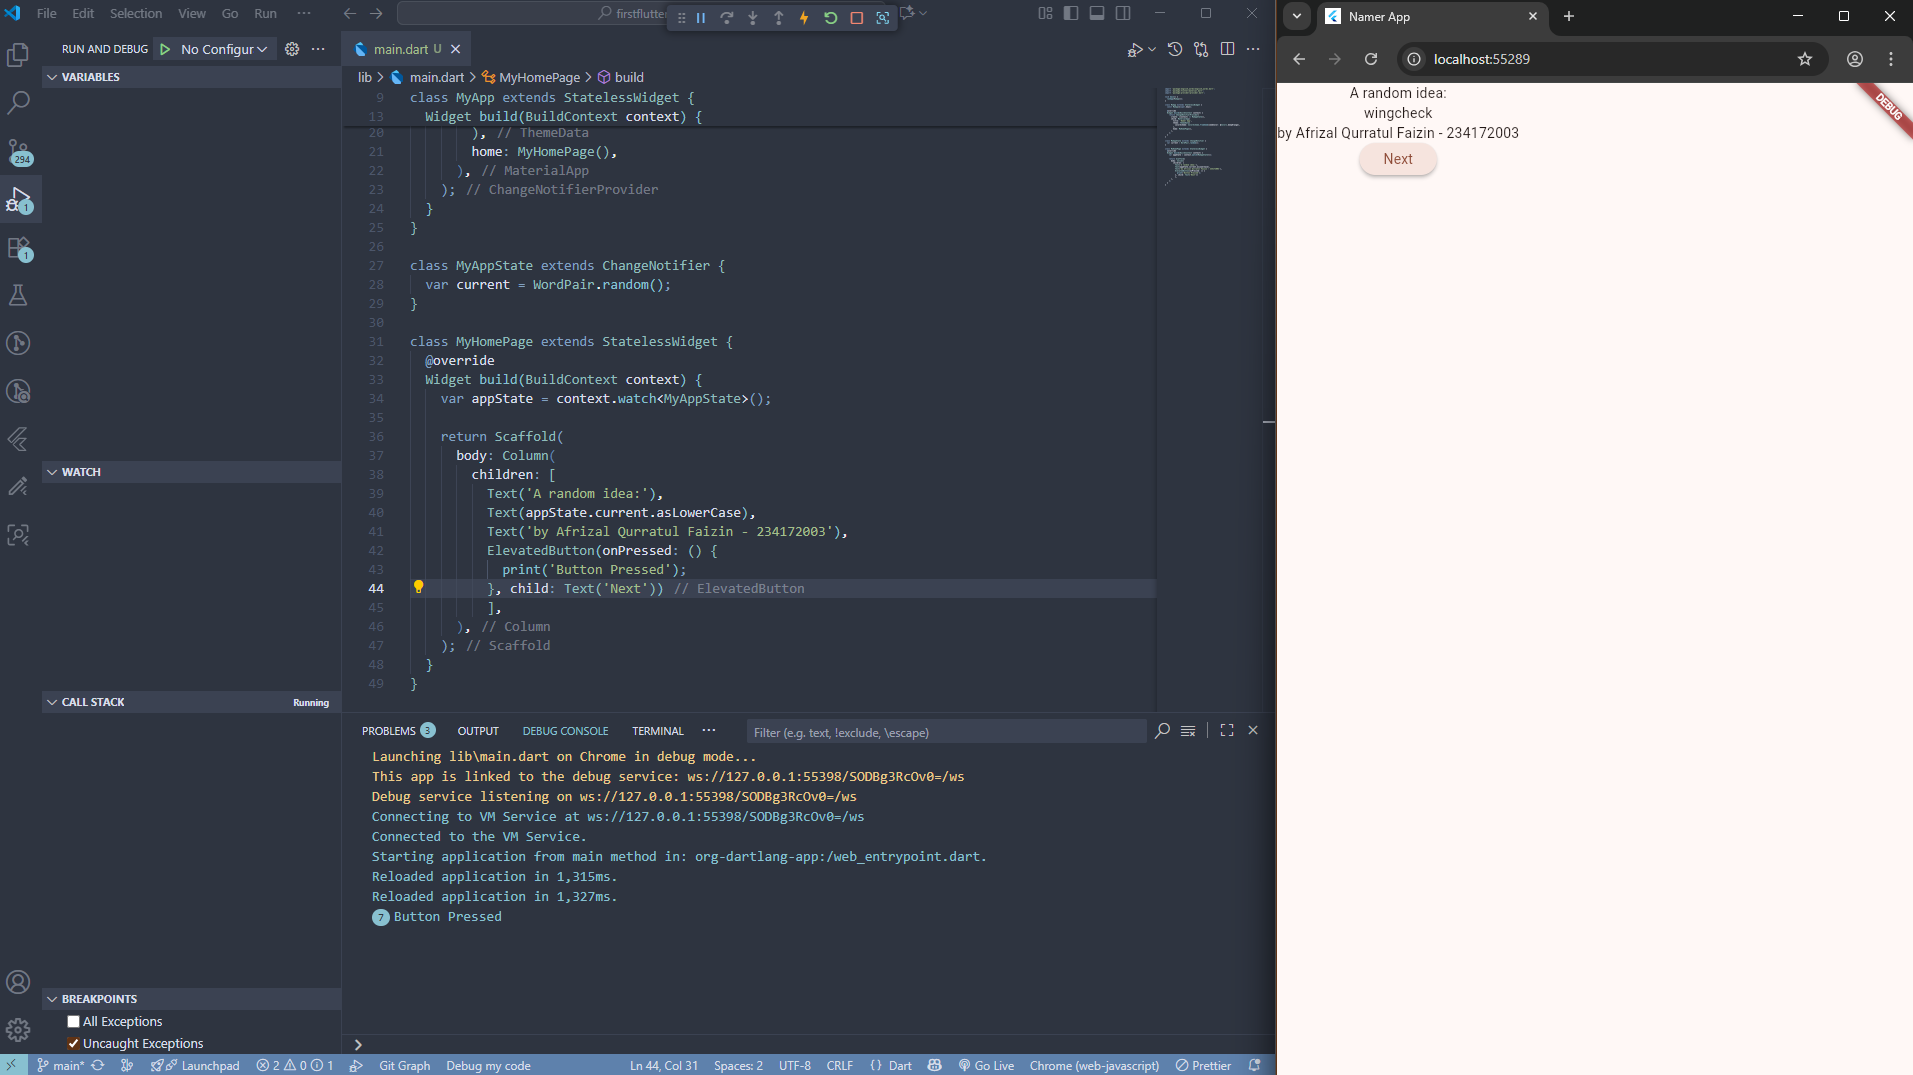 File Edit Selection View Go Run ··· firstflutter
RUN AND DEBUG No Configur ···
VARIABLES
WATCH
CALL STACK Running
BREAKPOINTS
All Exceptions
Uncaught Exceptions
294
1
1
main.dart U
lib > main.dart > MyHomePage > build
9 class MyApp extends StatelessWidget {
13 Widget build(BuildContext context) {
20 ), // ThemeData
21 home: MyHomePage(),
22 ), // MaterialApp
23 ); // ChangeNotifierProvider
24 }
25 }
26
27 class MyAppState extends ChangeNotifier {
28 var current = WordPair.random();
29 }
30
31 class MyHomePage extends StatelessWidget {
32 @override
33 Widget build(BuildContext context) {
34 var appState = context.watch<MyAppState>();
35
36 return Scaffold(
37 body: Column(
38 children: [
39 Text('A random idea:'),
40 Text(appState.current.asLowerCase),
41 Text('by Afrizal Qurratul Faizin - 234172003'),
42 ElevatedButton(onPressed: () {
43 print('Button Pressed');
44 }, child: Text('Next')) // ElevatedButton
45 ],
46 ), // Column
47 ); // Scaffold
48 }
49 }
PROBLEMS 3 OUTPUT DEBUG CONSOLE TERMINAL ··· Filter (e.g. text, !exclude, \escape)
Launching lib\main.dart on Chrome in debug mode...
This app is linked to the debug service: ws://127.0.0.1:55398/SODBg3RcOv0=/ws
Debug service listening on ws://127.0.0.1:55398/SODBg3RcOv0=/ws
Connecting to VM Service at ws://127.0.0.1:55398/SODBg3RcOv0=/ws
Connected to the VM Service.
Starting application from main method in: org-dartlang-app:/web_entrypoint.dart.
Reloaded application in 1,315ms.
Reloaded application in 1,327ms.
7 Button Pressed
main* Launchpad 2 0 1 Git Graph Debug my code Ln 44, Col 31 Spaces: 2 UTF-8 CRLF {} Dart Go Live Chrome (web-javascript) Prettier
Namer App
localhost:55289
A random idea:
wingcheck
by Afrizal Qurratul Faizin - 234172003
Next
DEBUG